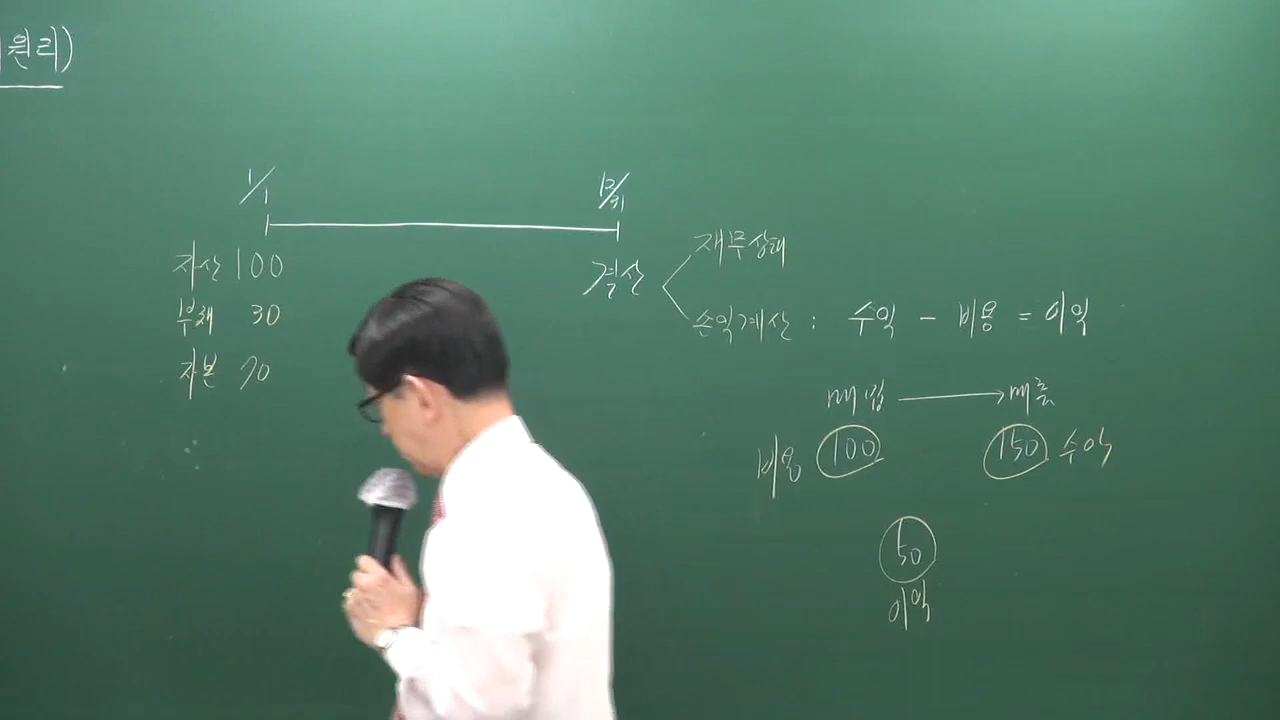 원리)
1/1
12/31
자산 100
부채 30
자본 70
결산
재무상태
손익계산 : 수익 - 비용 = 이익
매입 → 매출
비용 100
150 수익
50
이익